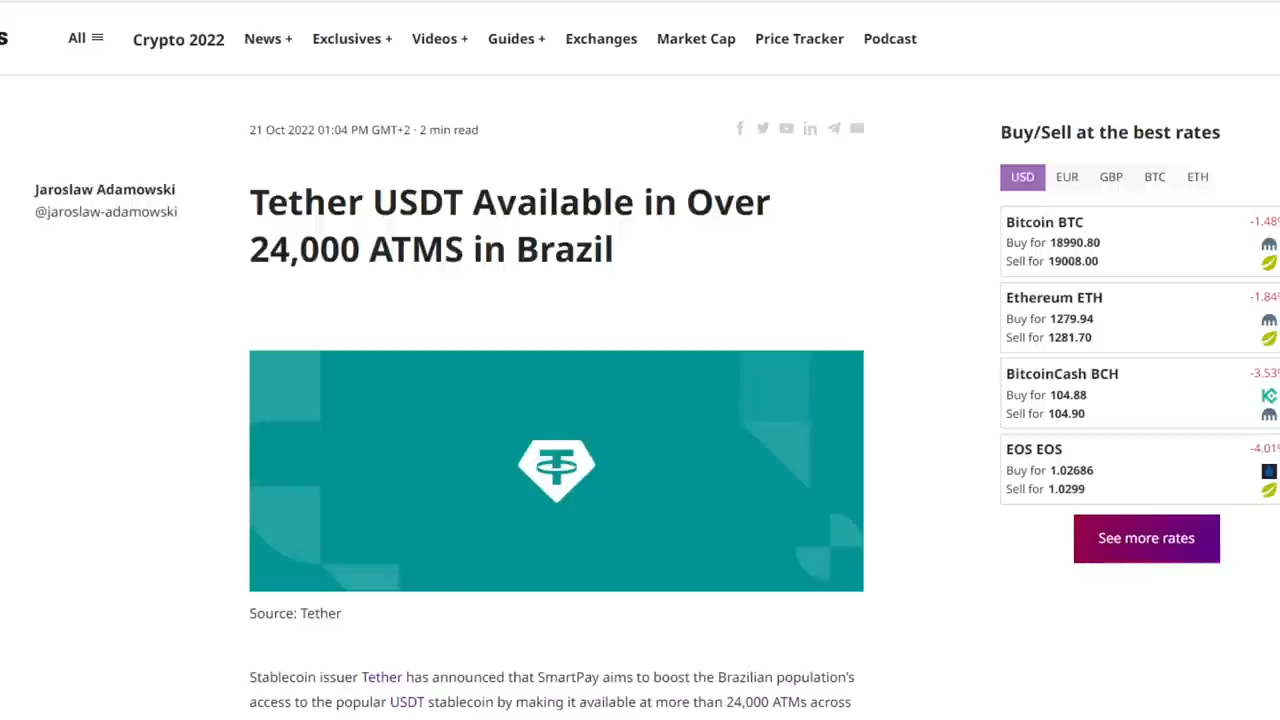 s
All
Crypto 2022
News +
Exclusives +
Videos +
Guides +
Exchanges
Market Cap
Price Tracker
Podcast
21 Oct 2022 01:04 PM GMT+2 · 2 min read
Jaroslaw Adamowski
@jaroslaw-adamowski
Tether USDT Available in Over
24,000 ATMS in Brazil
Source: Tether
Stablecoin issuer Tether has announced that SmartPay aims to boost the Brazilian population's
access to the popular USDT stablecoin by making it available at more than 24,000 ATMs across
Buy/Sell at the best rates
USD EUR GBP BTC ETH
Bitcoin BTC -1.48%
Buy for 18990.80
Sell for 19008.00
Ethereum ETH -1.84%
Buy for 1279.94
Sell for 1281.70
BitcoinCash BCH -3.53%
Buy for 104.88
Sell for 104.90
EOS EOS -4.01%
Buy for 1.02686
Sell for 1.0299
See more rates